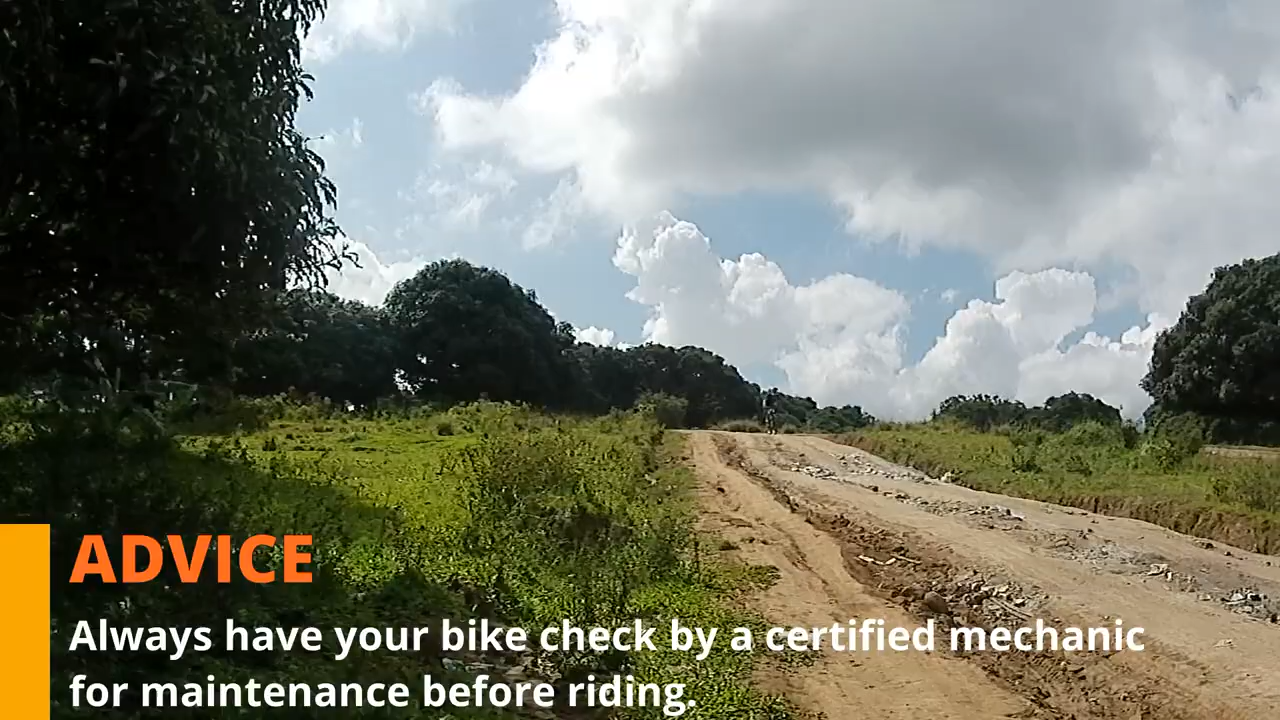 ADVICE
Always have your bike check by a certified mechanic
for maintenance before riding.